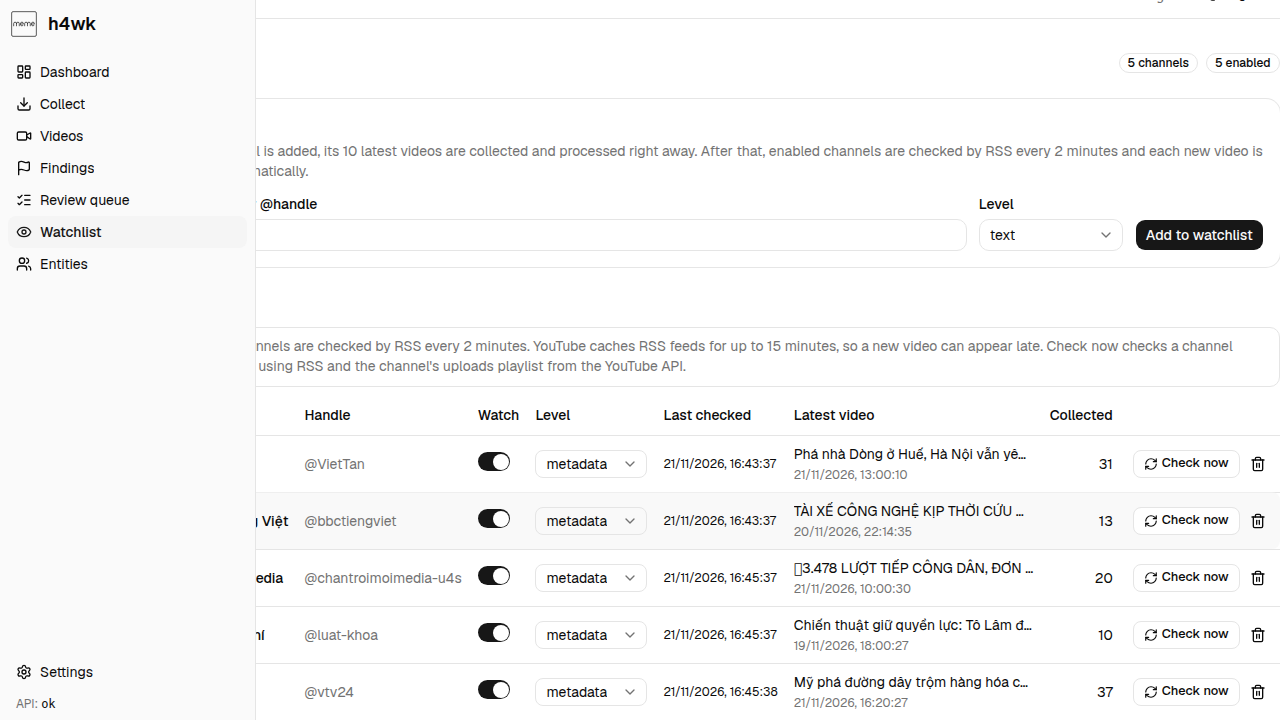 meme
h4wk
Dashboard
Collect
Videos
Findings
Review queue
Watchlist
Entities
Settings
API: ok
5 channels
5 enabled
l is added, its 10 latest videos are collected and processed right away. After that, enabled channels are checked by RSS every 2 minutes and each new video is
natically.
@handle
Level
text
Add to watchlist
nnels are checked by RSS every 2 minutes. YouTube caches RSS feeds for up to 15 minutes, so a new video can appear late. Check now checks a channel
using RSS and the channel's uploads playlist from the YouTube API.
Handle Watch Level Last checked Latest video Collected
@VietTan metadata 21/11/2026, 16:43:37 Phá nhà Dòng ở Huế, Hà Nội vẫn yê… 31 Check now
21/11/2026, 13:00:10
g Việt @bbctiengviet metadata 21/11/2026, 16:43:37 TÀI XẾ CÔNG NGHỆ KỊP THỜI CỨU … 13 Check now
20/11/2026, 22:14:35
edia @chantroimoimedia-u4s metadata 21/11/2026, 16:45:37 3.478 LƯỢT TIẾP CÔNG DÂN, ĐƠN … 20 Check now
21/11/2026, 10:00:30
hí @luat-khoa metadata 21/11/2026, 16:45:37 Chiến thuật giữ quyền lực: Tô Lâm đ… 10 Check now
19/11/2026, 18:00:27
@vtv24 metadata 21/11/2026, 16:45:38 Mỹ phá đường dây trộm hàng hóa c… 37 Check now
21/11/2026, 16:20:27